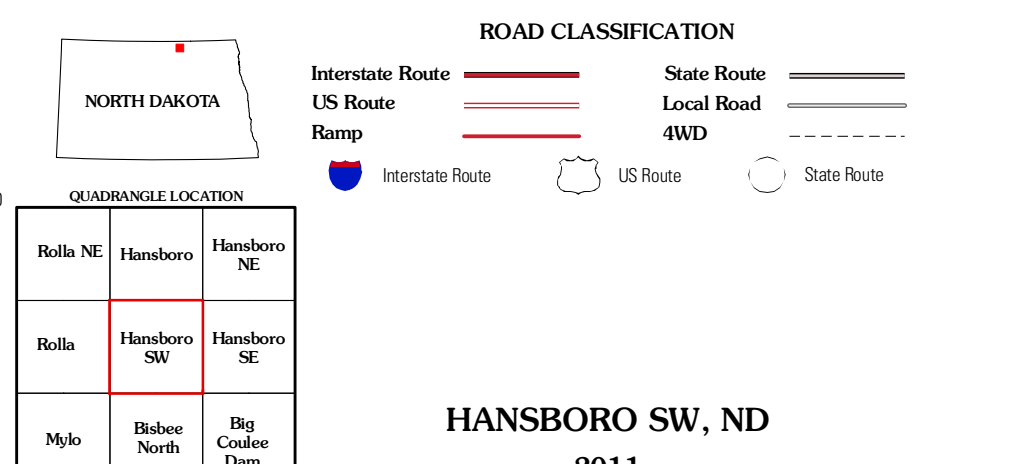 ROAD CLASSIFICATION
Interstate Route
State Route
US Route
Local Road
Ramp
4WD
Interstate Route
US Route
State Route
NORTH DAKOTA
QUADRANGLE LOCATION
Rolla NE
Hansboro
Hansboro
NE
Rolla
Hansboro
SW
Hansboro
SE
Mylo
Bisbee
North
Big
Coulee
Dam
HANSBORO SW, ND
2011